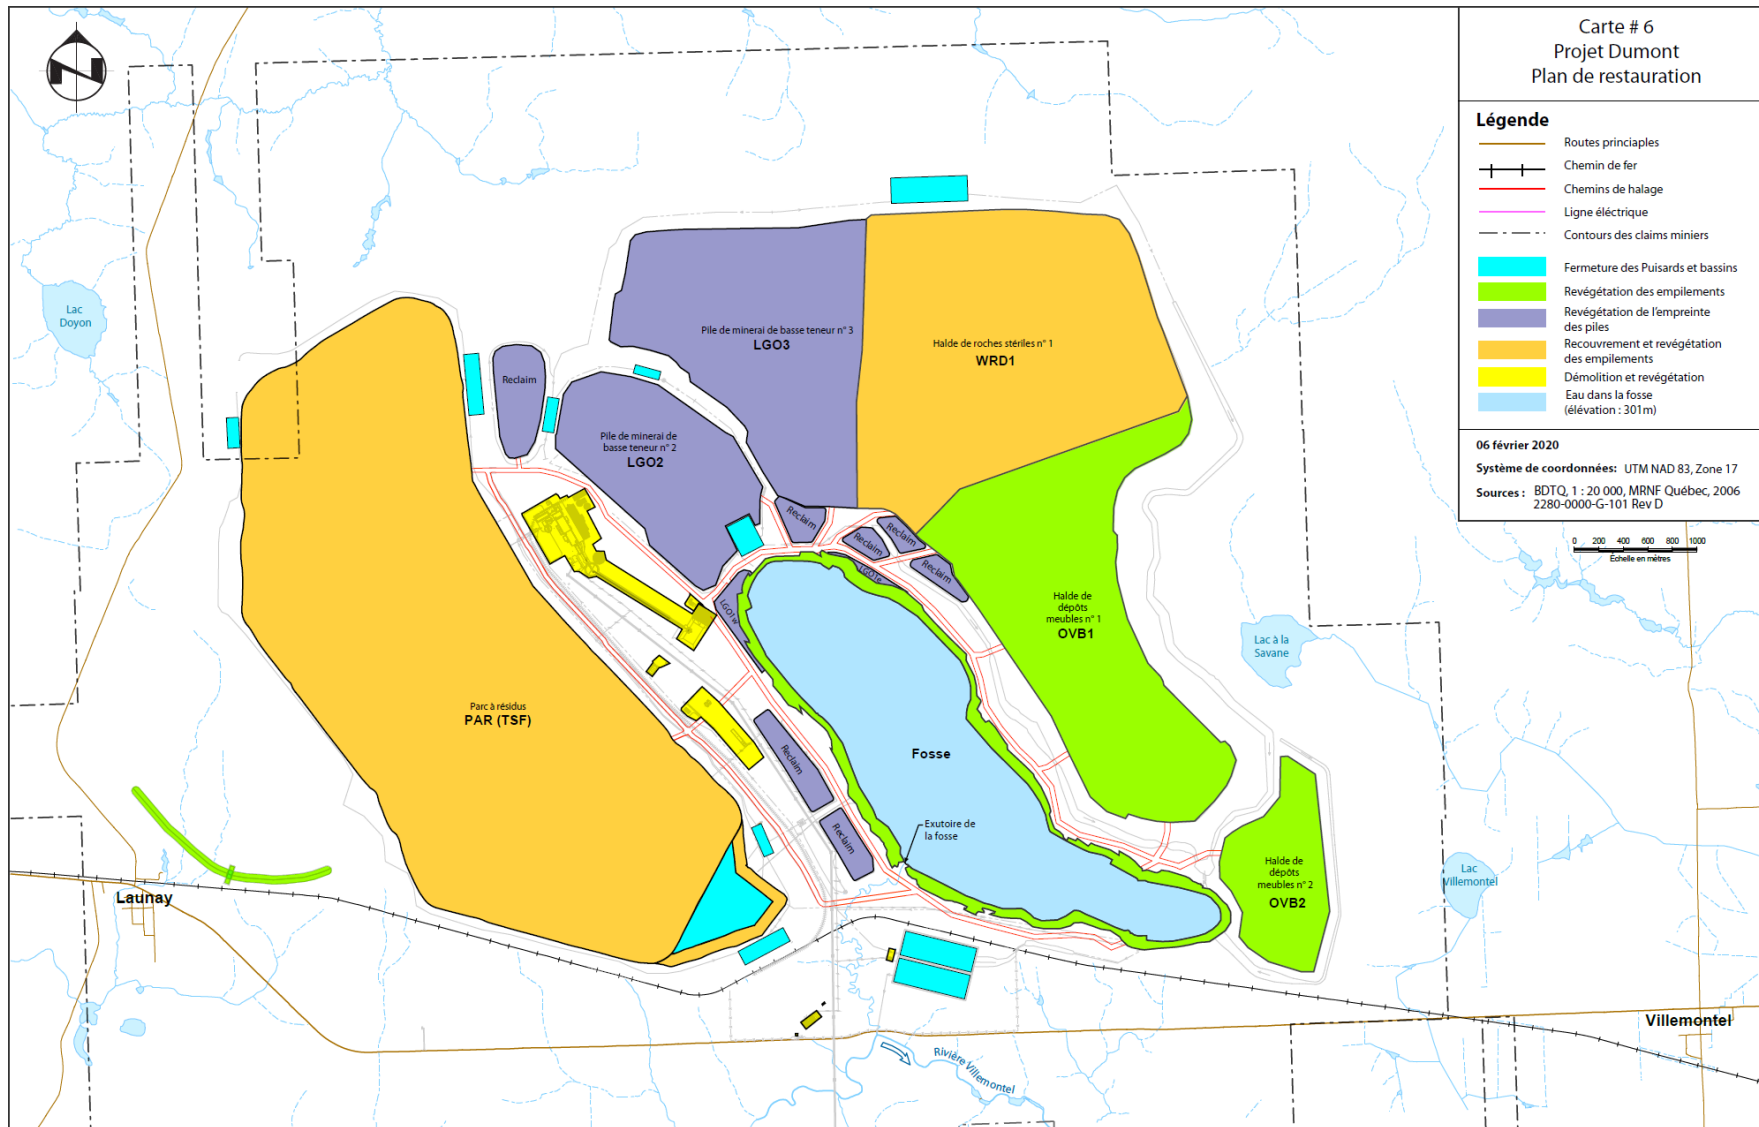 Carte # 6
Projet Dumont
Plan de restauration
Légende
Routes princiaples
Chemin de fer
Chemins de halage
Ligne éléctrique
Contours des claims miniers
Fermeture des Puisards et bassins
Revégétation des empilements
Revégétation de l'empreinte
des piles
Recouvrement et revégétation
des empilements
Démolition et revégétation
Eau dans la fosse
(élévation : 301m)
06 février 2020
Système de coordonnées: UTM NAD 83, Zone 17
Sources : BDTQ, 1 : 20 000, MRNF Québec, 2006
2280-0000-G-101 Rev D
0 200 400 600 800 1000
Échelle en mètres
N
Lac
Doyon
Pile de minerai de basse teneur n° 3
LGO3
Halde de roches stériles n° 1
WRD1
Reclaim
Pile de minerai de
basse teneur n° 2
LGO2
Reclaim
Reclaim
Reclaim
Reclaim
LGO1e
LGO1w
Halde de
dépôts
meubles n° 1
OVB1
Lac à la
Savane
Parc à résidus
PAR (TSF)
Reclaim
Fosse
Reclaim
Exutoire de
la fosse
Halde de
dépôts
meubles n° 2
OVB2
Lac
Villemontel
Launay
Villemontel
Rivière Villemontel